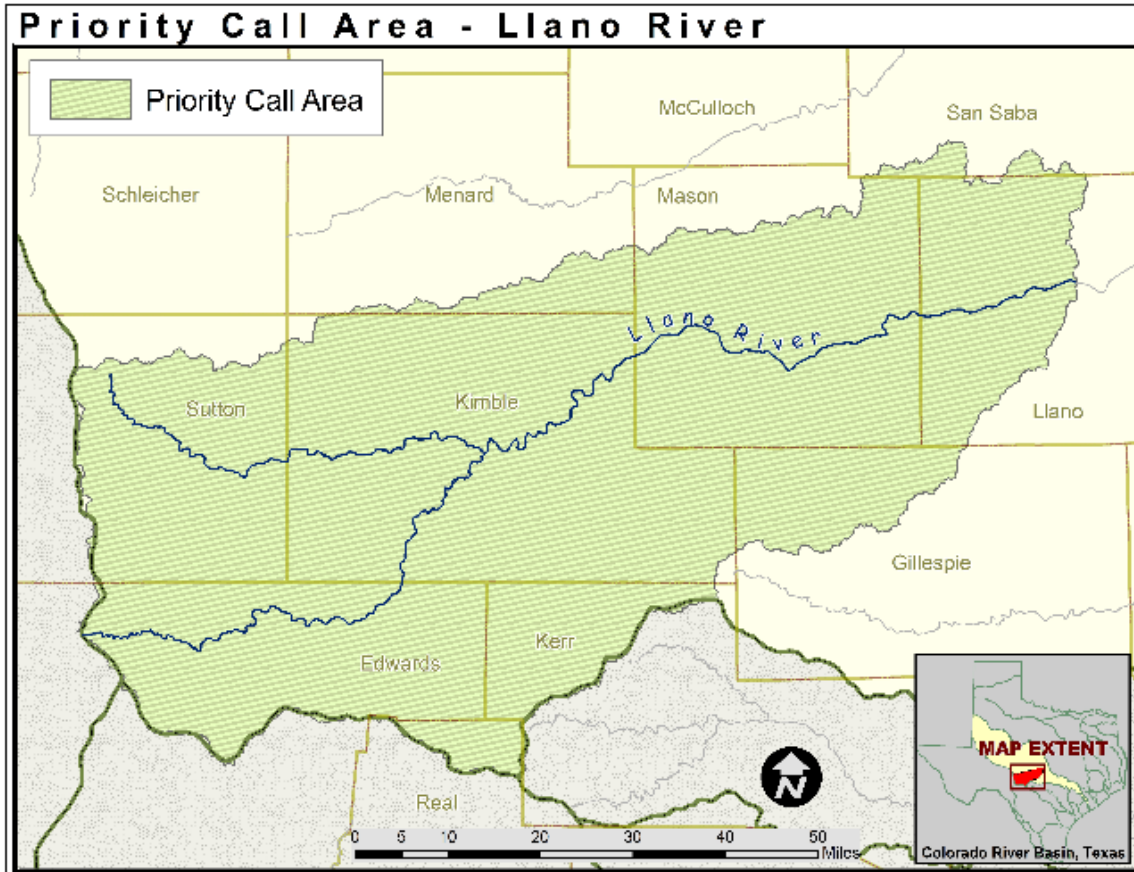 Priority Call Area - Llano River
Priority Call Area
McCulloch
San Saba
Schleicher
Menard
Mason
Llano River
Sutton
Kimble
Llano
Gillespie
Kerr
Edwards
MAP EXTENT
N
Real
0 5 10 20 30 40 50
Miles
Colorado River Basin, Texas